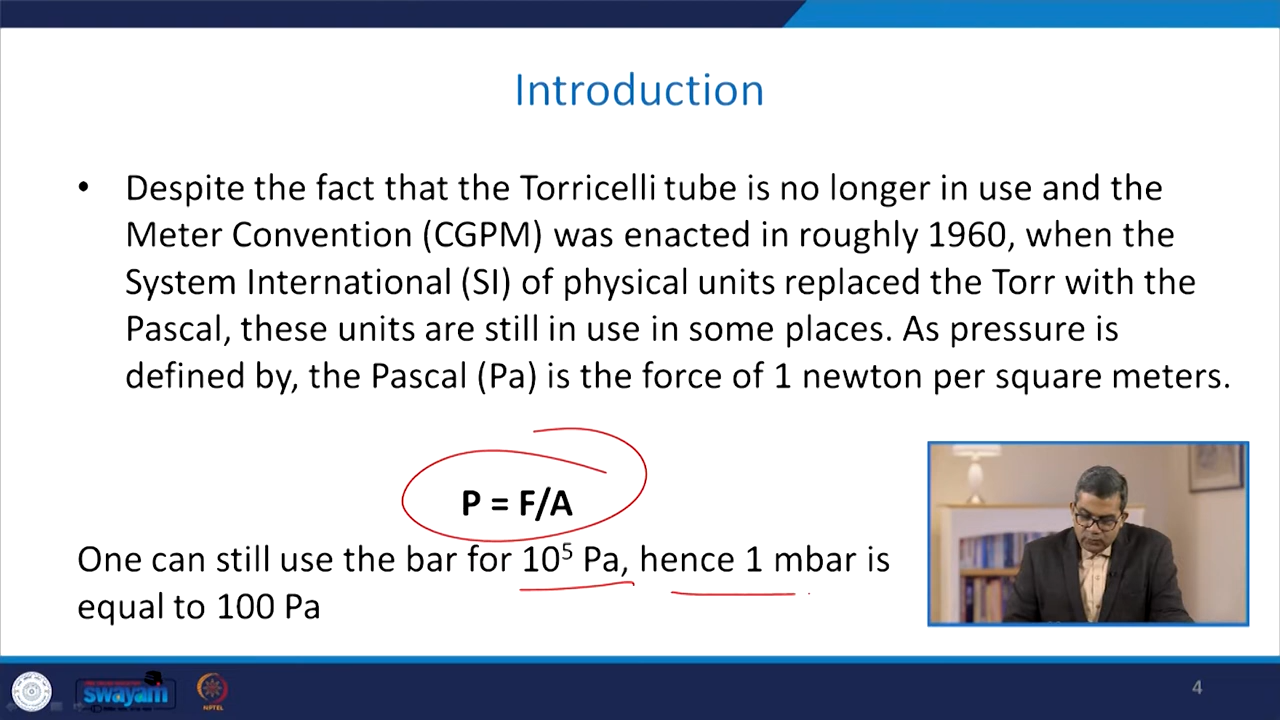 Introduction
• Despite the fact that the Torricelli tube is no longer in use and the
Meter Convention (CGPM) was enacted in roughly 1960, when the
System International (SI) of physical units replaced the Torr with the
Pascal, these units are still in use in some places. As pressure is
defined by, the Pascal (Pa) is the force of 1 newton per square meters.
P = F/A
One can still use the bar for 10⁵ Pa, hence 1 mbar is
equal to 100 Pa
swayam
NPTEL
4